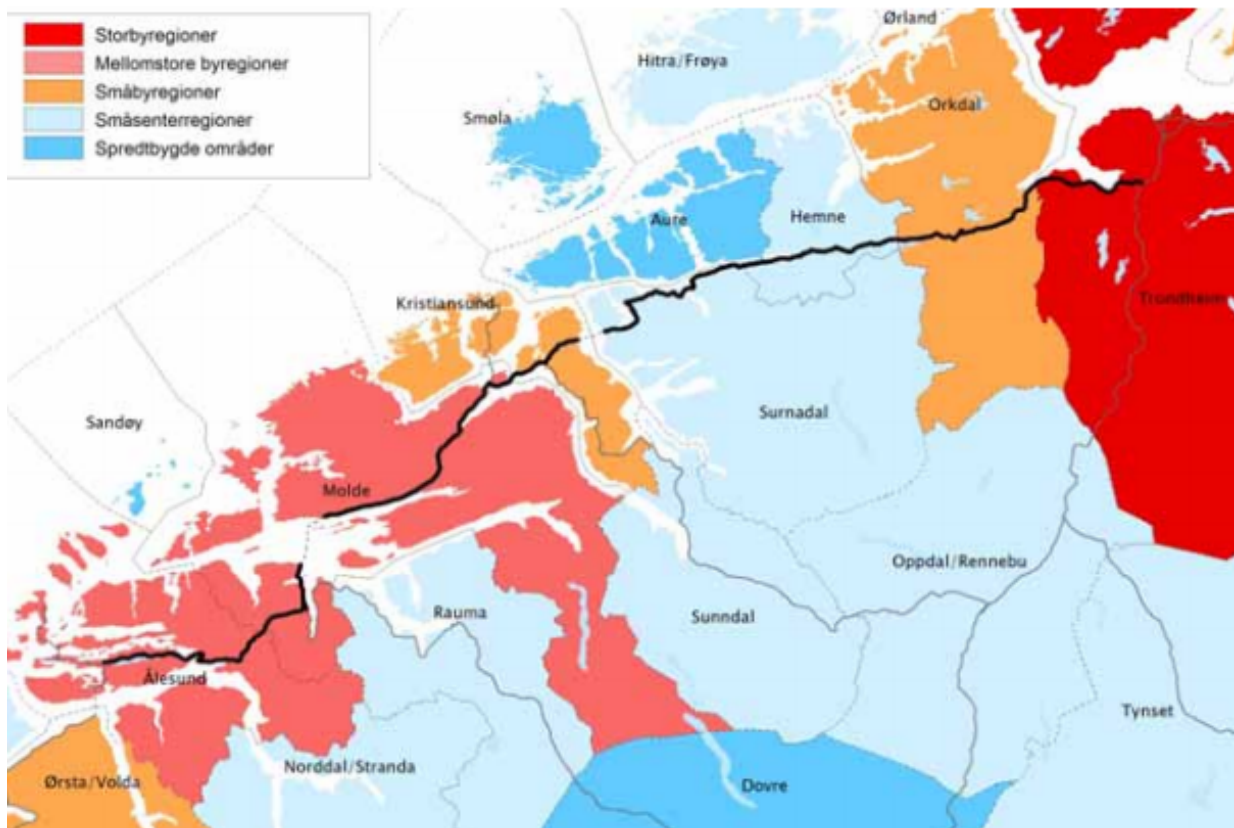 Storbyregioner
Mellomstore byregioner
Småbyregioner
Småsenterregioner
Spredtbygde områder
Ørland
Hitra/Frøya
Orkdal
Smøla
Aure
Hemne
Kristiansund
Trondheim
Surnadal
Sandøy
Molde
Oppdal/Rennebu
Rauma
Sunndal
Ålesund
Tynset
Norddal/Stranda
Ørsta/Volda
Dovre